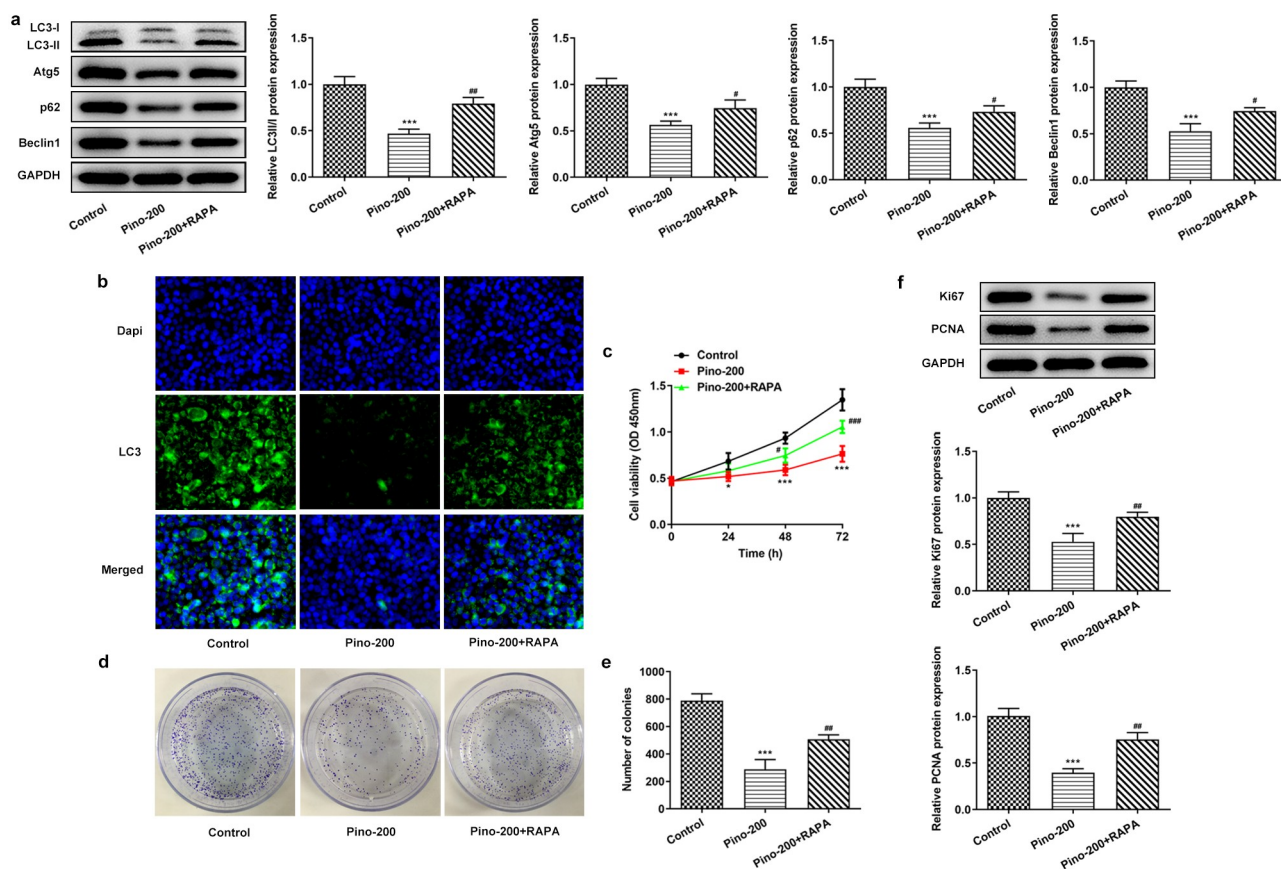 a
LC3-I
LC3-II
Atg5
p62
Beclin1
GAPDH
Control
Pino-200
Pino-200+RAPA
Relative LC3II/I protein expression
1.5
1.0
0.5
0.0
***
##
Control
Pino-200
Pino-200+RAPA
Relative Atg5 protein expression
1.5
1.0
0.5
0.0
***
#
Control
Pino-200
Pino-200+RAPA
Relative p62 protein expression
1.5
1.0
0.5
0.0
***
#
Control
Pino-200
Pino-200+RAPA
Relative Beclin1 protein expression
1.5
1.0
0.5
0.0
***
#
Control
Pino-200
Pino-200+RAPA
b
Dapi
LC3
Merged
Control
Pino-200
Pino-200+RAPA
c
Control
Pino-200
Pino-200+RAPA
Cell viability (OD 450nm)
1.5
1.0
0.5
0.0
*
#
***
###
***
0
24
48
72
Time (h)
d
Control
Pino-200
Pino-200+RAPA
e
Number of colonies
1000
800
600
400
200
0
***
##
Control
Pino-200
Pino-200+RAPA
f
Ki67
PCNA
GAPDH
Control
Pino-200
Pino-200+RAPA
Relative Ki67 protein expression
1.5
1.0
0.5
0.0
***
##
Control
Pino-200
Pino-200+RAPA
Relative PCNA protein expression
1.5
1.0
0.5
0.0
***
##
Control
Pino-200
Pino-200+RAPA